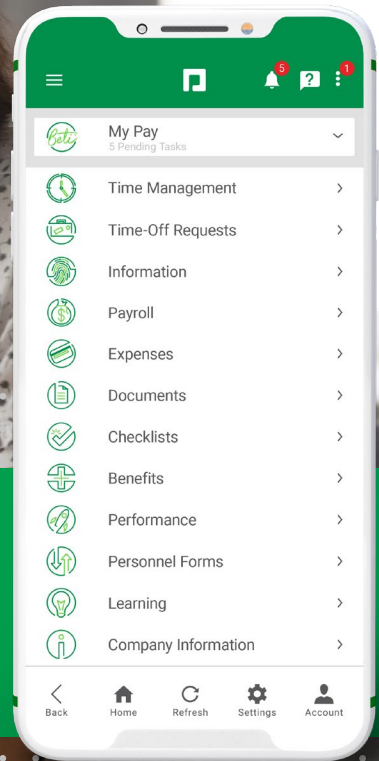 5
?
1
Beti
My Pay
5 Pending Tasks
Time Management
Time-Off Requests
Information
Payroll
Expenses
Documents
Checklists
Benefits
Performance
Personnel Forms
Learning
Company Information
Back
Home
Refresh
Settings
Account